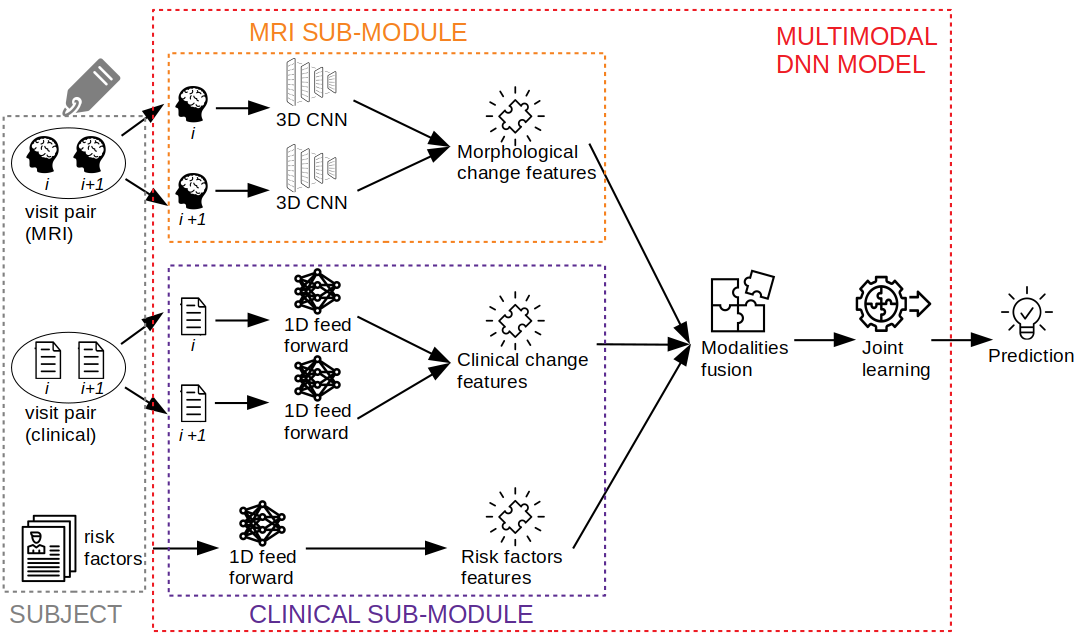 MRI SUB-MODULE
MULTIMODAL
DNN MODEL
i
3D CNN
i +1
3D CNN
Morphological
change features
i
i+1
visit pair
(MRI)
i
1D feed
forward
i +1
1D feed
forward
Clinical change
features
i
i+1
visit pair
(clinical)
risk
factors
1D feed
forward
Risk factors
features
Modalities
fusion
Joint
learning
Prediction
SUBJECT
CLINICAL SUB-MODULE